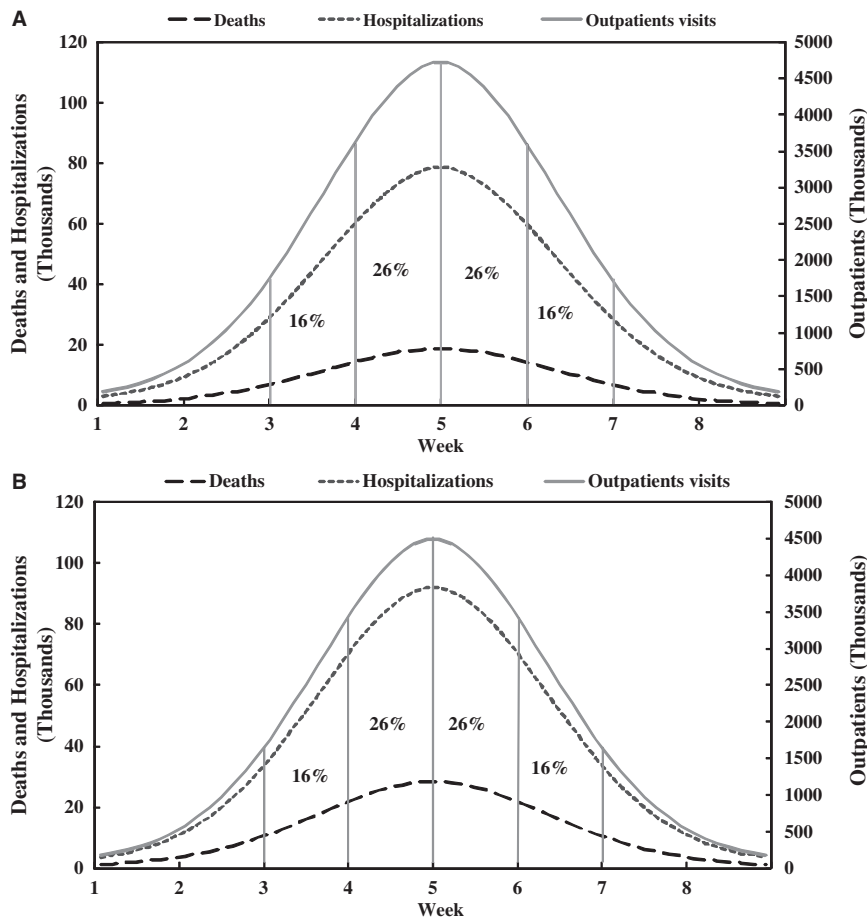 A
Deaths Hospitalizations Outpatients visits
120 5000
4500
100
4000
3500
80
3000
60
2500
2000
40
1500
20
1000
500
0 0
26% 26%
16% 16%
Deaths and Hospitalizations
(Thousands)
Outpatients (Thousands)
1 2 3 4 5 6 7 8
Week
B
Deaths Hospitalizations Outpatients visits
120 5000
4500
100
4000
3500
80
3000
60
2500
2000
40
1500
20
1000
500
0 0
26% 26%
16% 16%
Deaths and Hospitalizations
(Thousands)
Outpatients (Thousands)
1 2 3 4 5 6 7 8
Week